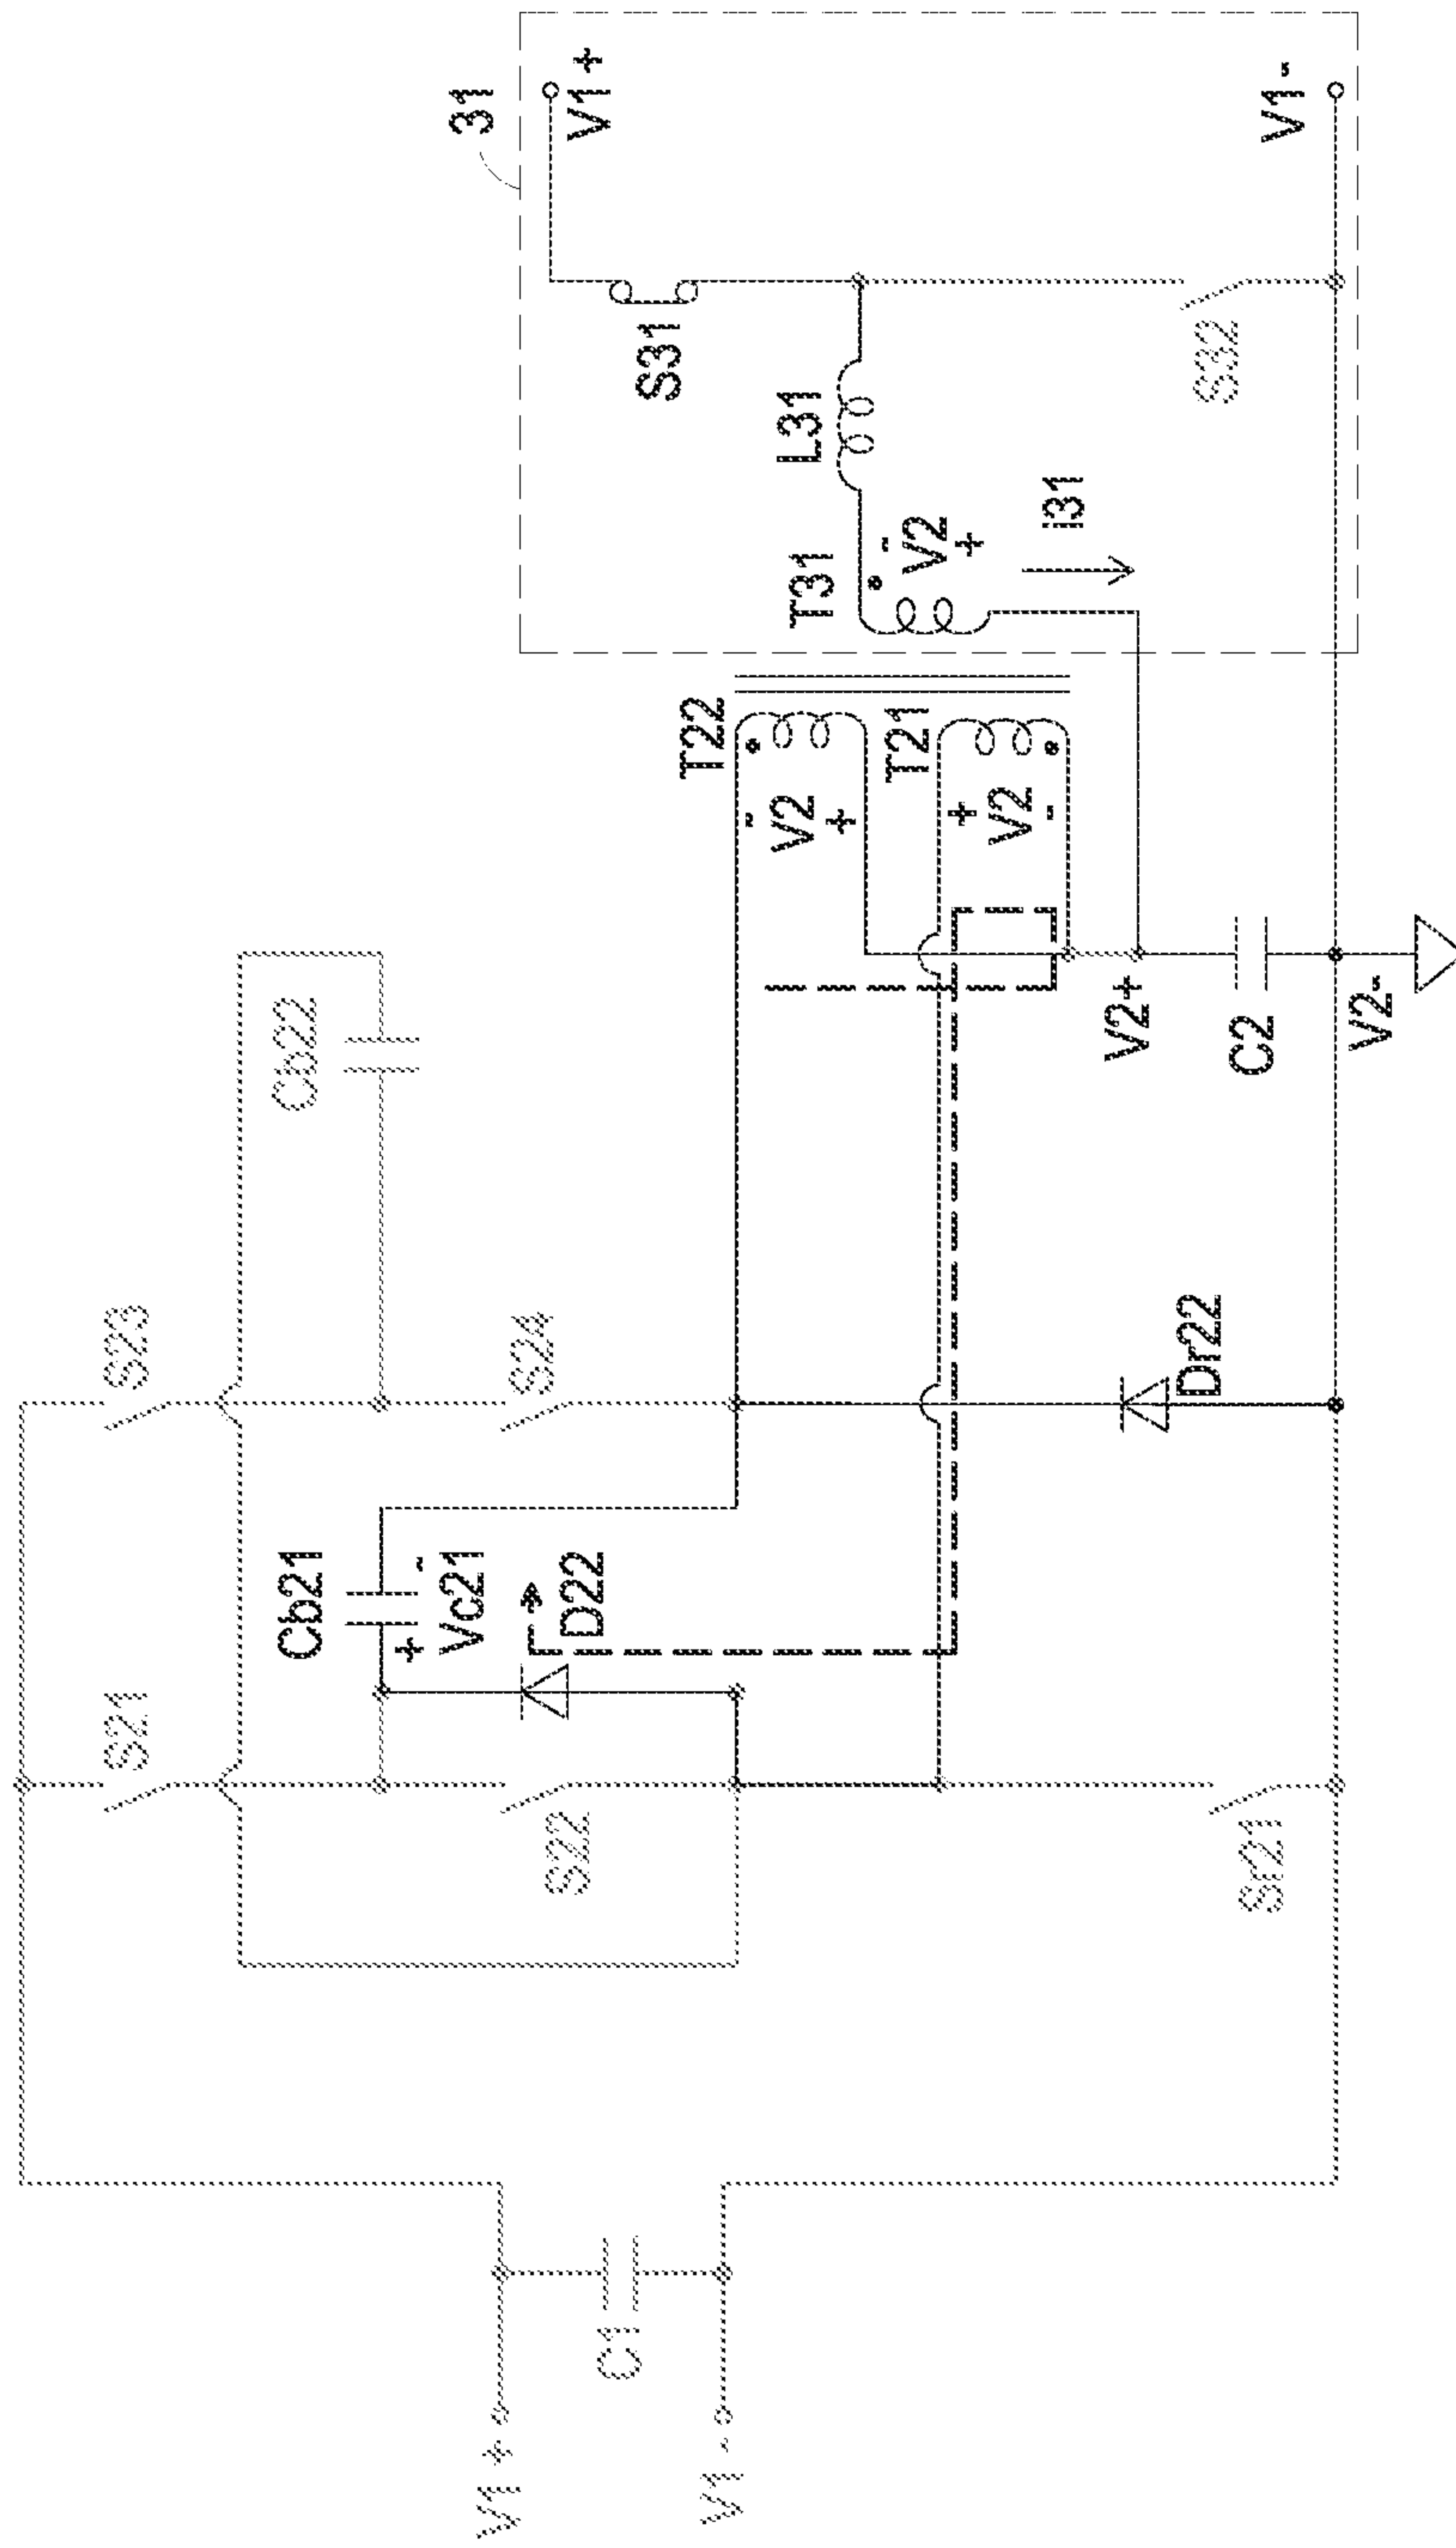 S21
S23
31
V1 +
Cb22
Cb21
+
-
Vc21
S31
S22
D22
S24
V1 +
C1
V1 -
T22
-
V2
+
T31
L31
-
V2
+
i31
T21
+
V2
-
Sr21
Dr22
V2+
C2
V2-
S32
V1-